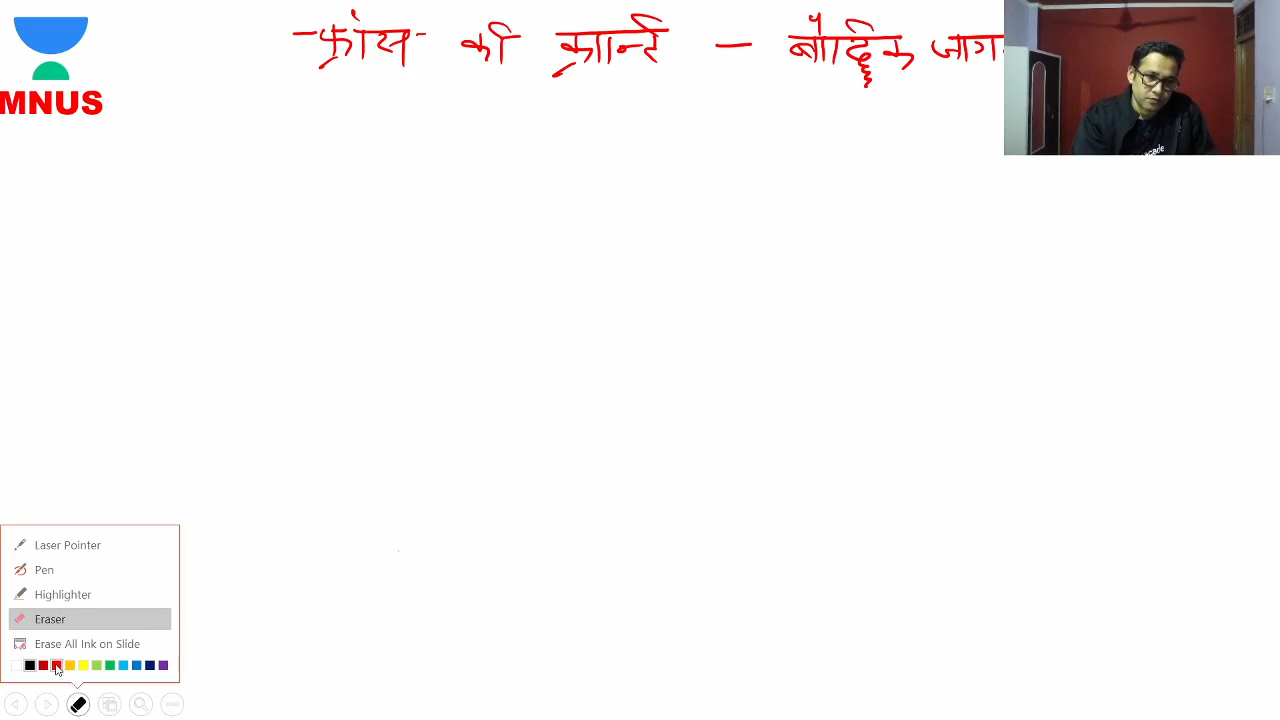 फ्रांस की क्रान्ति – बौद्धिक जाग
MNUS
Laser Pointer
Pen
Highlighter
Eraser
Erase All Ink on Slide